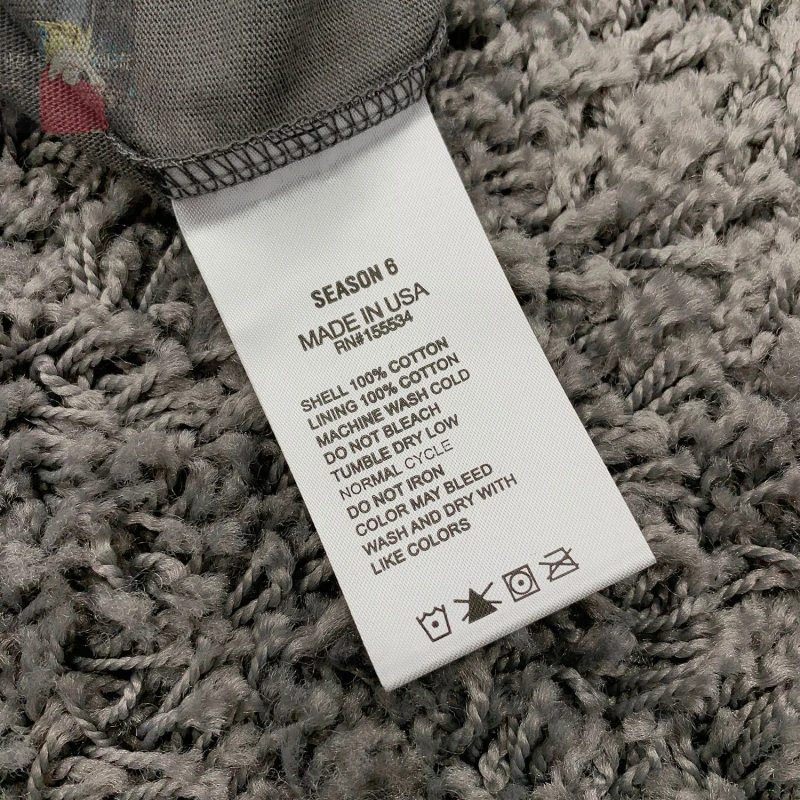 SEASON 6
MADE IN USA
RN#155534
SHELL 100% COTTON
LINING 100% COTTON
MACHINE WASH COLD
DO NOT BLEACH
TUMBLE DRY LOW
NORMAL CYCLE
DO NOT IRON
COLOR MAY BLEED
WASH AND DRY WITH
LIKE COLORS